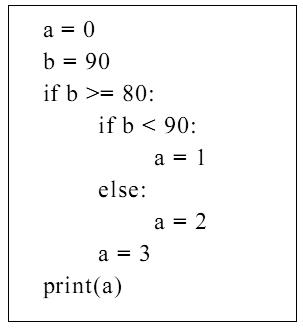 a = 0
b = 90
if b >= 80:
if b < 90:
a = 1
else:
a = 2
a = 3
print(a)